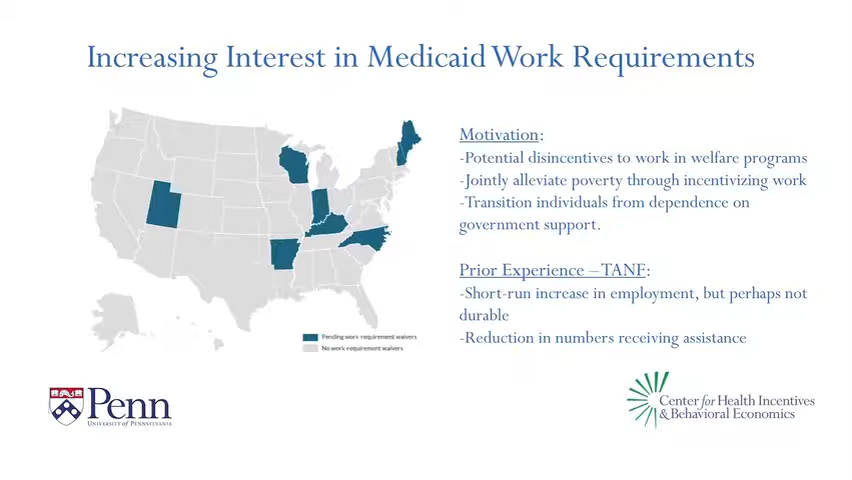 Increasing Interest in Medicaid Work Requirements
Motivation:
-Potential disincentives to work in welfare programs
-Jointly alleviate poverty through incentivizing work
-Transition individuals from dependence on
government support.
Prior Experience – TANF:
-Short-run increase in employment, but perhaps not
durable
-Reduction in numbers receiving assistance
Pending work-requirement waivers
No work-requirement waivers
Penn
UNIVERSITY OF PENNSYLVANIA
Center for Health Incentives
& Behavioral Economics